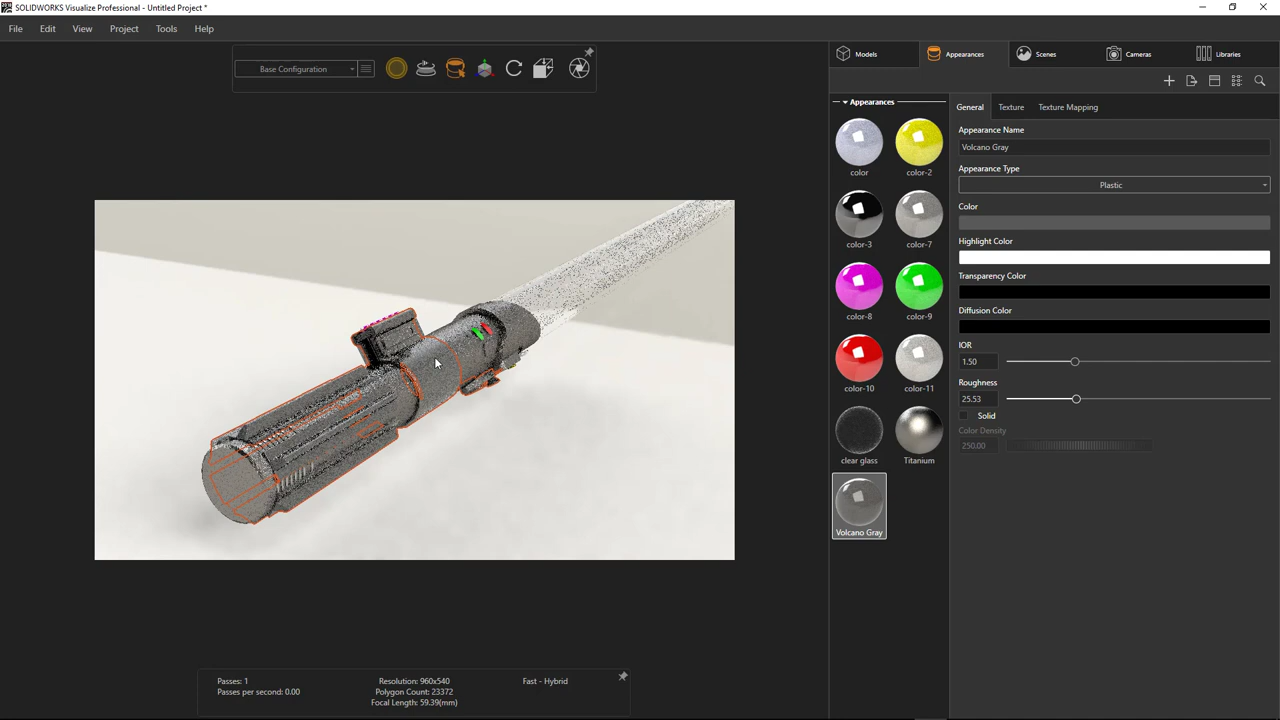 SOLIDWORKS Visualize Professional - Untitled Project *
File Edit View Project Tools Help
Base Configuration
Models Appearances Scenes Cameras Libraries
Appearances
color color-2
color-3 color-7
color-8 color-9
color-10 color-11
clear glass Titanium
Volcano Gray
General Texture Texture Mapping
Appearance Name
Volcano Gray
Appearance Type
Plastic
Color
Highlight Color
Transparency Color
Diffusion Color
IOR
1.50
Roughness
25.53
Solid
Color Density
250.00
Passes: 1 Resolution: 960x540 Fast - Hybrid
Passes per second: 0.00 Polygon Count: 23372
Focal Length: 59.39(mm)